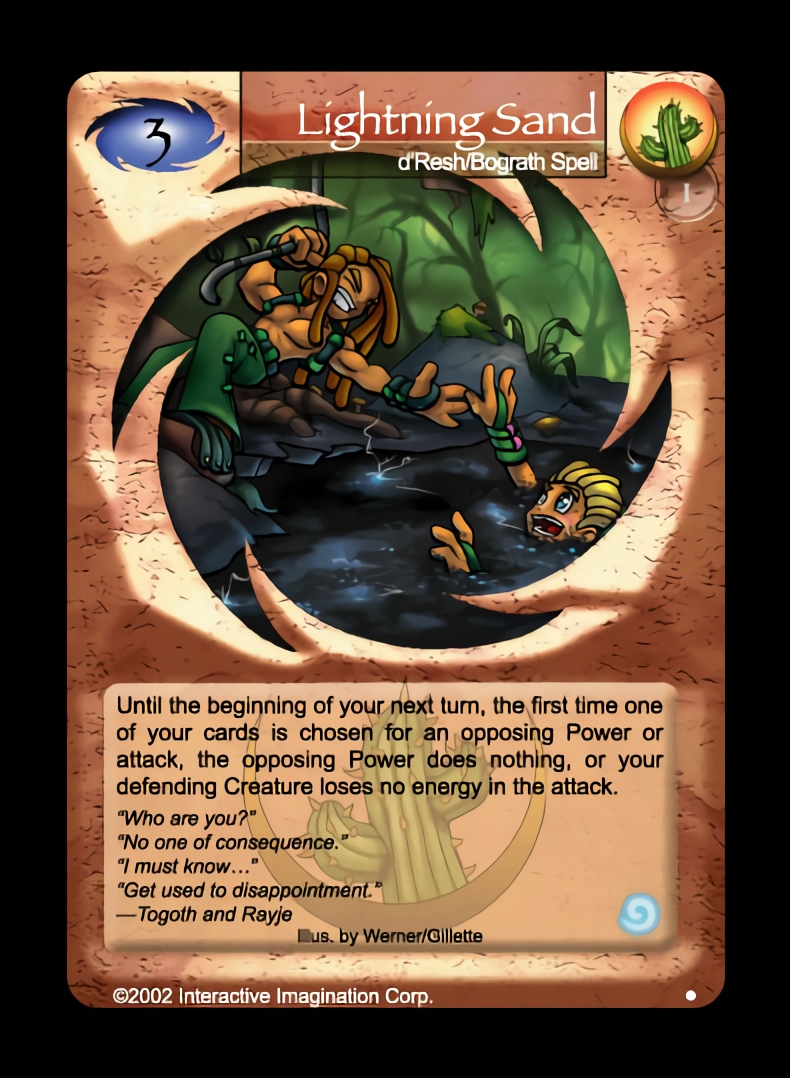 3
Lightning Sand
d'Resh/Bograth Spell
1
Until the beginning of your next turn, the first time one
of your cards is chosen for an opposing Power or
attack, the opposing Power does nothing, or your
defending Creature loses no energy in the attack.
"Who are you?"
"No one of consequence."
"I must know…"
"Get used to disappointment."
—Togoth and Rayje
Illus. by Werner/Gillette
©2002 Interactive Imagination Corp.